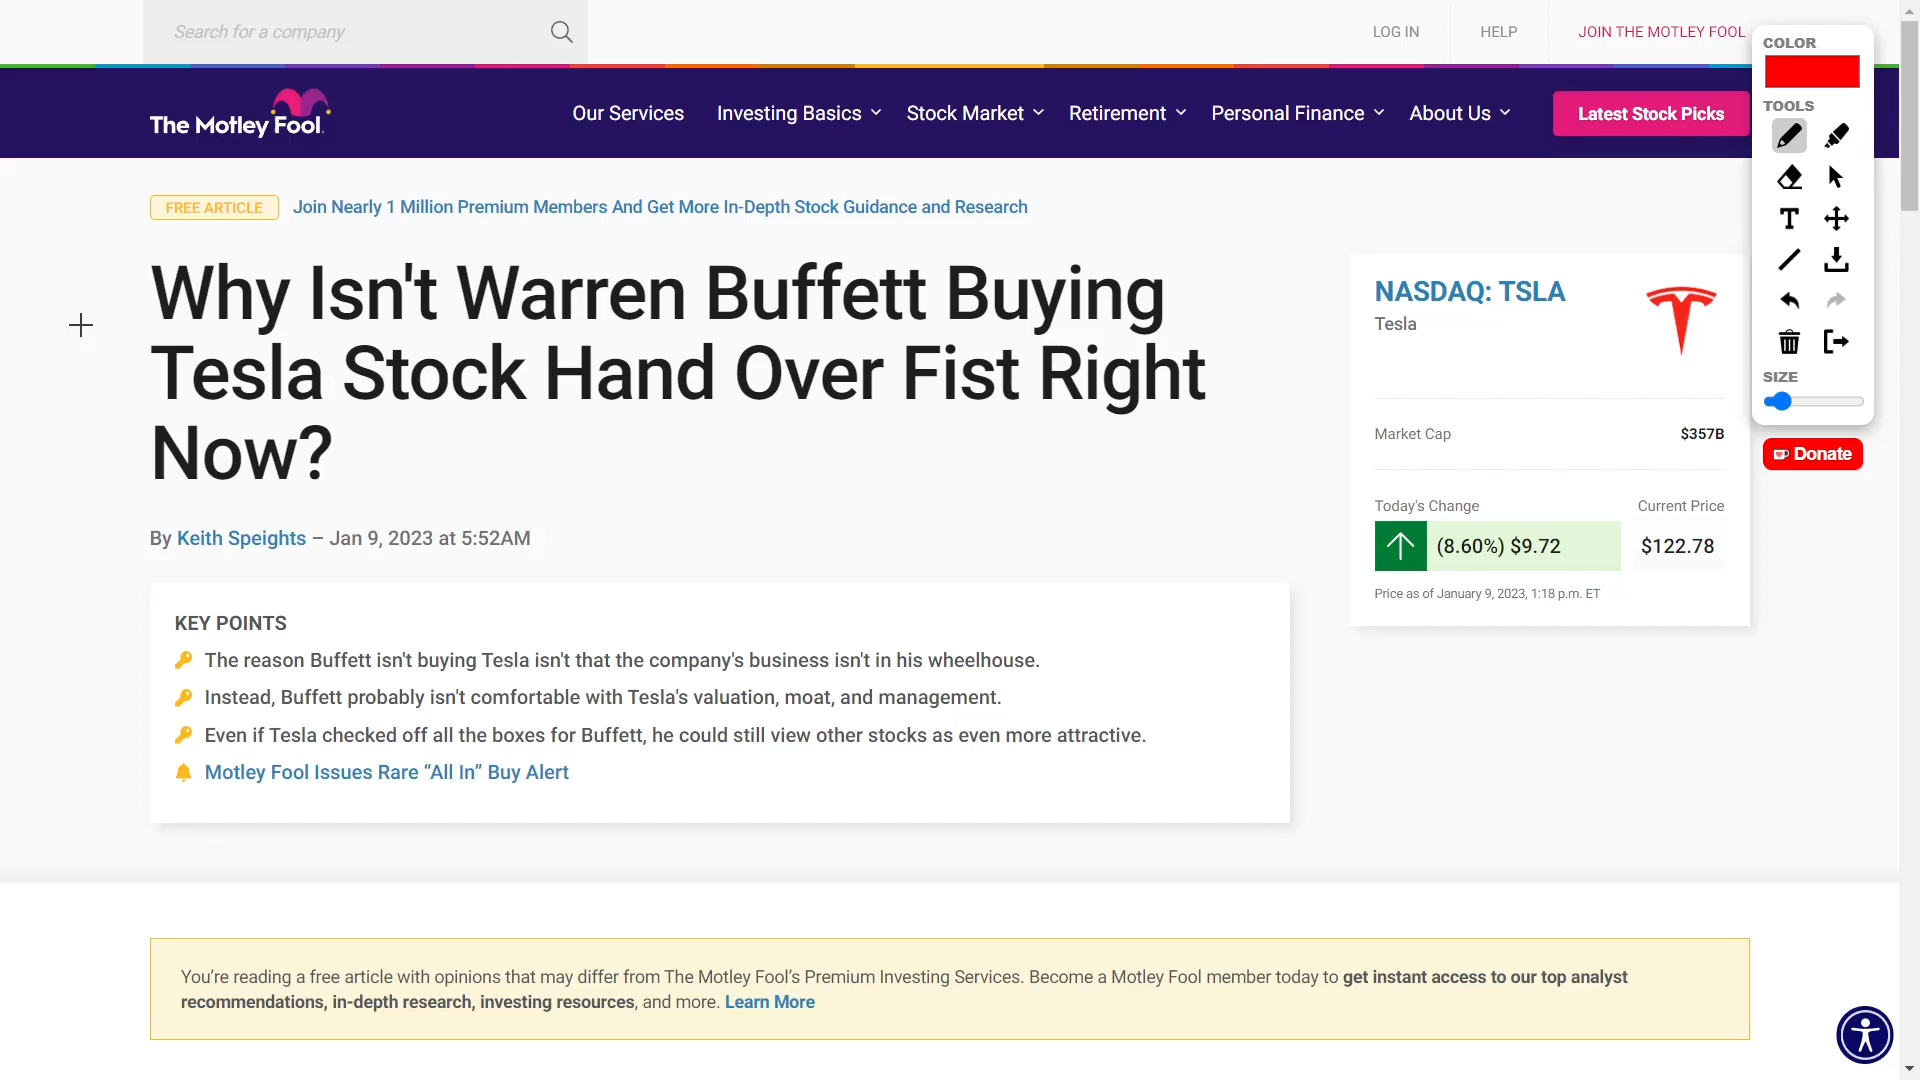 Search for a company
LOG IN
HELP
JOIN THE MOTLEY FOOL
The Motley Fool.
Our Services
Investing Basics
Stock Market
Retirement
Personal Finance
About Us
Latest Stock Picks
COLOR
TOOLS
T
SIZE
Donate
FREE ARTICLE
Join Nearly 1 Million Premium Members And Get More In-Depth Stock Guidance and Research
Why Isn't Warren Buffett Buying
Tesla Stock Hand Over Fist Right
Now?
By Keith Speights – Jan 9, 2023 at 5:52AM
NASDAQ: TSLA
Tesla
Market Cap
$357B
Today's Change
Current Price
(8.60%) $9.72
$122.78
Price as of January 9, 2023, 1:18 p.m. ET
KEY POINTS
The reason Buffett isn't buying Tesla isn't that the company's business isn't in his wheelhouse.
Instead, Buffett probably isn't comfortable with Tesla's valuation, moat, and management.
Even if Tesla checked off all the boxes for Buffett, he could still view other stocks as even more attractive.
Motley Fool Issues Rare “All In” Buy Alert
You’re reading a free article with opinions that may differ from The Motley Fool’s Premium Investing Services. Become a Motley Fool member today to get instant access to our top analyst
recommendations, in-depth research, investing resources, and more. Learn More